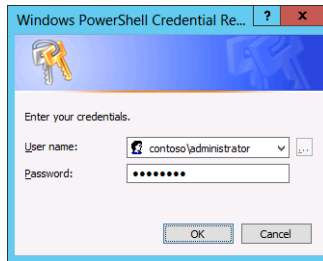 Windows PowerShell Credential Re... ? x
Enter your credentials.
User name: contoso\administrator ...
Password: ••••••••
OK Cancel